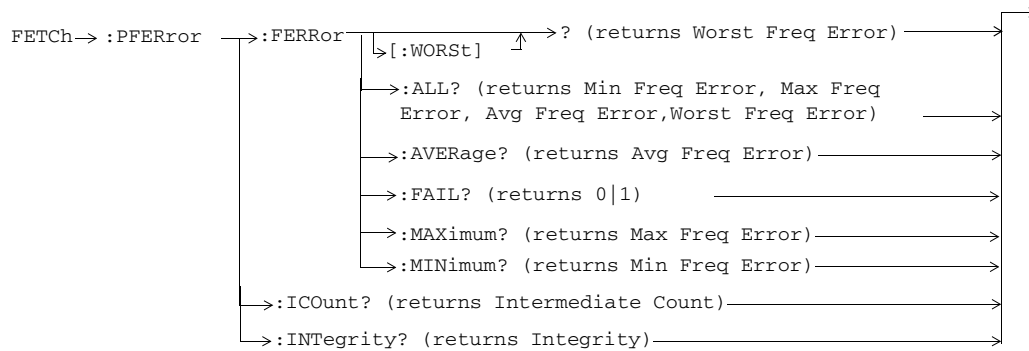 FETCh :PFERror :FERRor ? (returns Worst Freq Error)
[:WORSt]
:ALL? (returns Min Freq Error, Max Freq
Error, Avg Freq Error,Worst Freq Error)
:AVERage? (returns Avg Freq Error)
:FAIL? (returns 0|1)
:MAXimum? (returns Max Freq Error)
:MINimum? (returns Min Freq Error)
:ICOunt? (returns Intermediate Count)
:INTegrity? (returns Integrity)